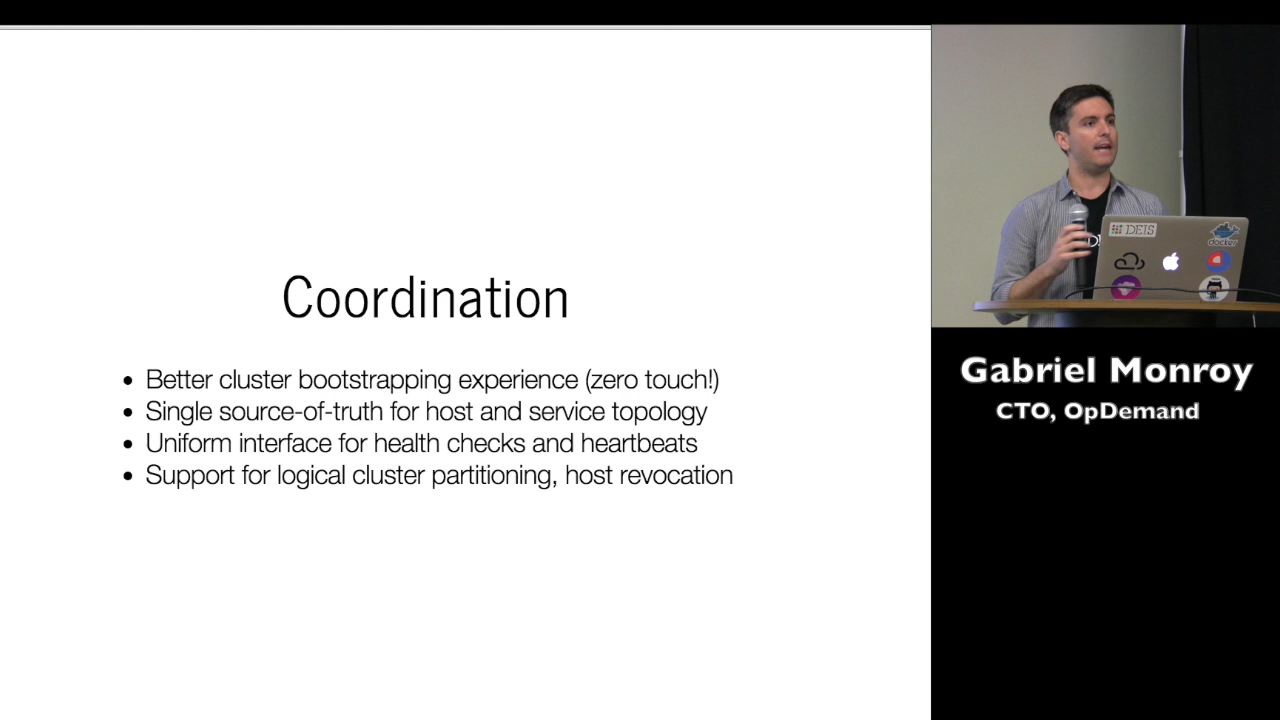 Coordination
• Better cluster bootstrapping experience (zero touch!)
• Single source-of-truth for host and service topology
• Uniform interface for health checks and heartbeats
• Support for logical cluster partitioning, host revocation
DEIS
docker
Gabriel Monroy
CTO, OpDemand